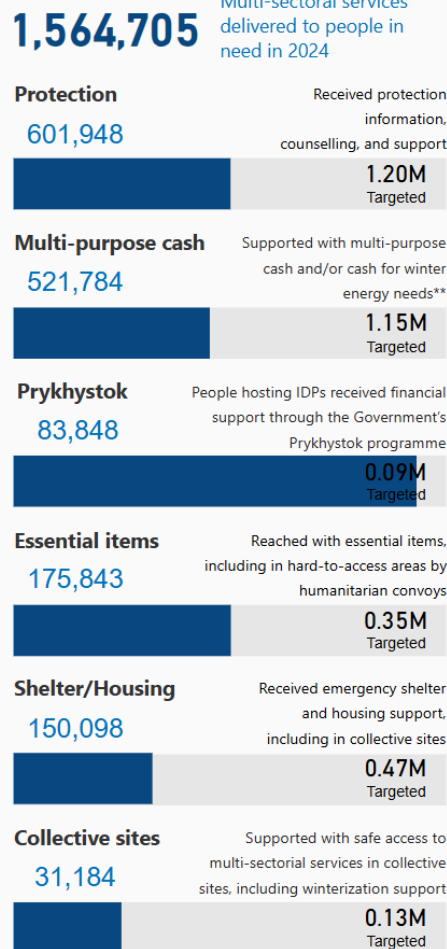 1,564,705
Multi-sectoral services
delivered to people in
need in 2024
Protection
601,948
Received protection
information,
counselling, and support
1.20M
Targeted
Multi-purpose cash
521,784
Supported with multi-purpose
cash and/or cash for winter
energy needs**
1.15M
Targeted
Prykhystok
83,848
People hosting IDPs received financial
support through the Government's
Prykhystok programme
0.09M
Targeted
Essential items
175,843
Reached with essential items,
including in hard-to-access areas by
humanitarian convoys
0.35M
Targeted
Shelter/Housing
150,098
Received emergency shelter
and housing support,
including in collective sites
0.47M
Targeted
Collective sites
31,184
Supported with safe access to
multi-sectorial services in collective
sites, including winterization support
0.13M
Targeted